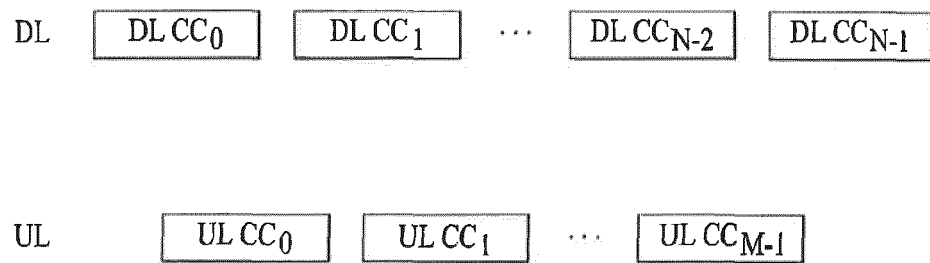 DL DL CC0 DL CC1 ... DL CCN-2 DL CCN-1
UL UL CC0 UL CC1 ... UL CCM-1